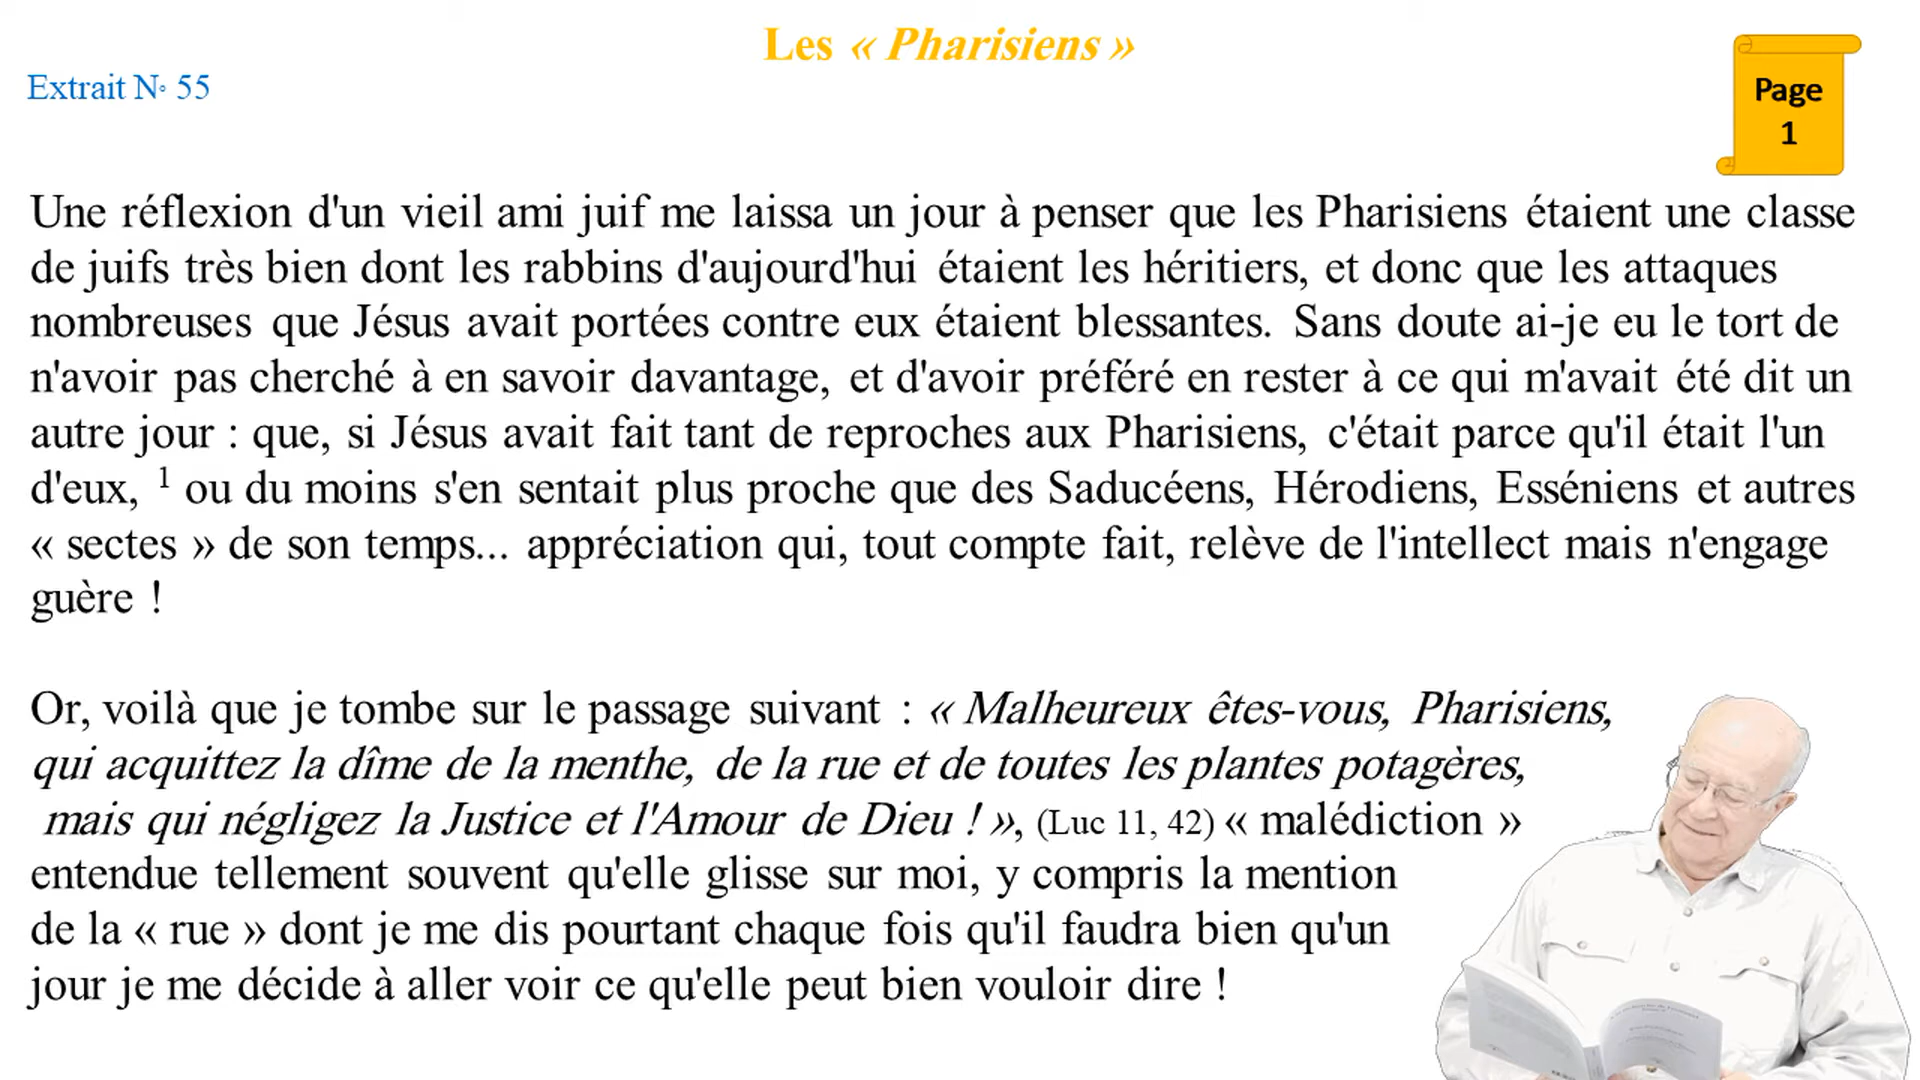 Les « Pharisiens »
Extrait N° 55
Page
1
Une réflexion d'un vieil ami juif me laissa un jour à penser que les Pharisiens étaient une classe
de juifs très bien dont les rabbins d'aujourd'hui étaient les héritiers, et donc que les attaques
nombreuses que Jésus avait portées contre eux étaient blessantes. Sans doute ai-je eu le tort de
n'avoir pas cherché à en savoir davantage, et d'avoir préféré en rester à ce qui m'avait été dit un
autre jour : que, si Jésus avait fait tant de reproches aux Pharisiens, c'était parce qu'il était l'un
d'eux, 1 ou du moins s'en sentait plus proche que des Saducéens, Hérodiens, Esséniens et autres
« sectes » de son temps... appréciation qui, tout compte fait, relève de l'intellect mais n'engage
guère !
Or, voilà que je tombe sur le passage suivant : « Malheureux êtes-vous, Pharisiens,
qui acquittez la dîme de la menthe, de la rue et de toutes les plantes potagères,
mais qui négligez la Justice et l'Amour de Dieu ! », (Luc 11, 42) « malédiction »
entendue tellement souvent qu'elle glisse sur moi, y compris la mention
de la « rue » dont je me dis pourtant chaque fois qu'il faudra bien qu'un
jour je me décide à aller voir ce qu'elle peut bien vouloir dire !